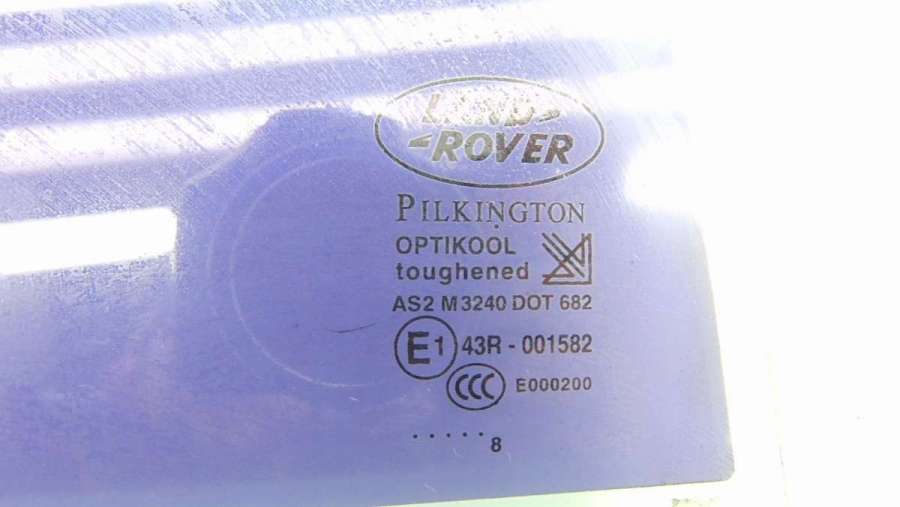 LAND
ROVER
PILKINGTON
OPTIKOOL
toughened
AS2 M3240 DOT 682
E1 43R - 001582
CCC E000200
..... 8